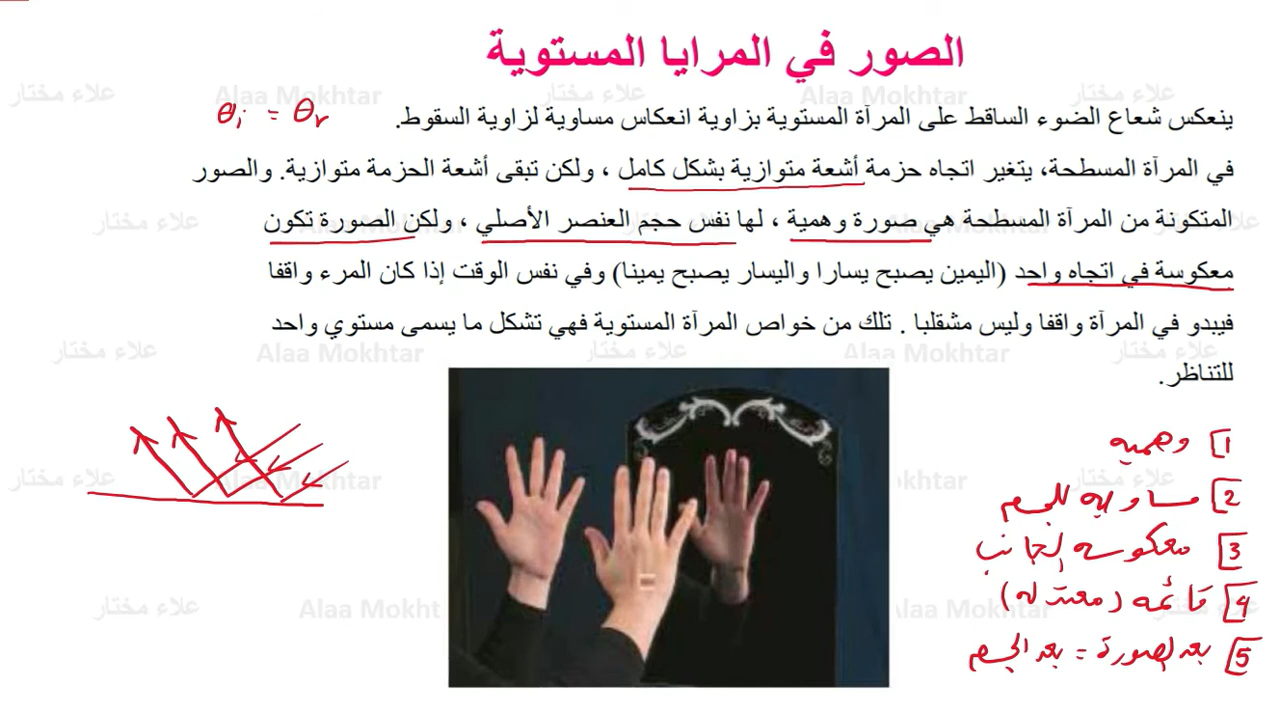 الصور في المرايا المستوية
ينعكس شعاع الضوء الساقط على المرآة المستوية بزاوية انعكاس مساوية لزاوية السقوط. θi = θr
في المرآة المسطحة، يتغير اتجاه حزمة أشعة متوازية بشكل كامل ، ولكن تبقى أشعة الحزمة متوازية. والصور
المتكونة من المرآة المسطحة هي صورة وهمية ، لها نفس حجم العنصر الأصلي ، ولكن الصورة تكون
معكوسة في اتجاه واحد (اليمين يصبح يسارا واليسار يصبح يمينا) وفي نفس الوقت إذا كان المرء واقفا
فيبدو في المرآة واقفا وليس مشقلبا . تلك من خواص المرآة المستوية فهي تشكل ما يسمى مستوي واحد
للتناظر.
1 وهمية
2 مساوية للجسم
3 معكوسة الجانب
4 قائمة (معتدلة)
5 بعد الصورة = بعد الجسم
علاء مختار Alaa Mokhtar